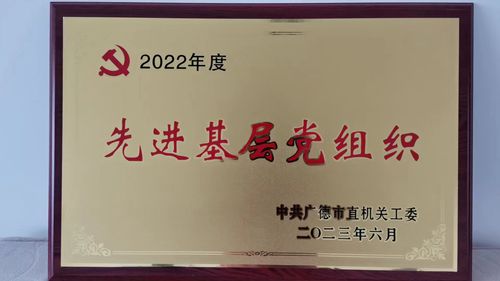 2022年度
先进基层党组织
中共广德市直机关工委
二〇二三年六月